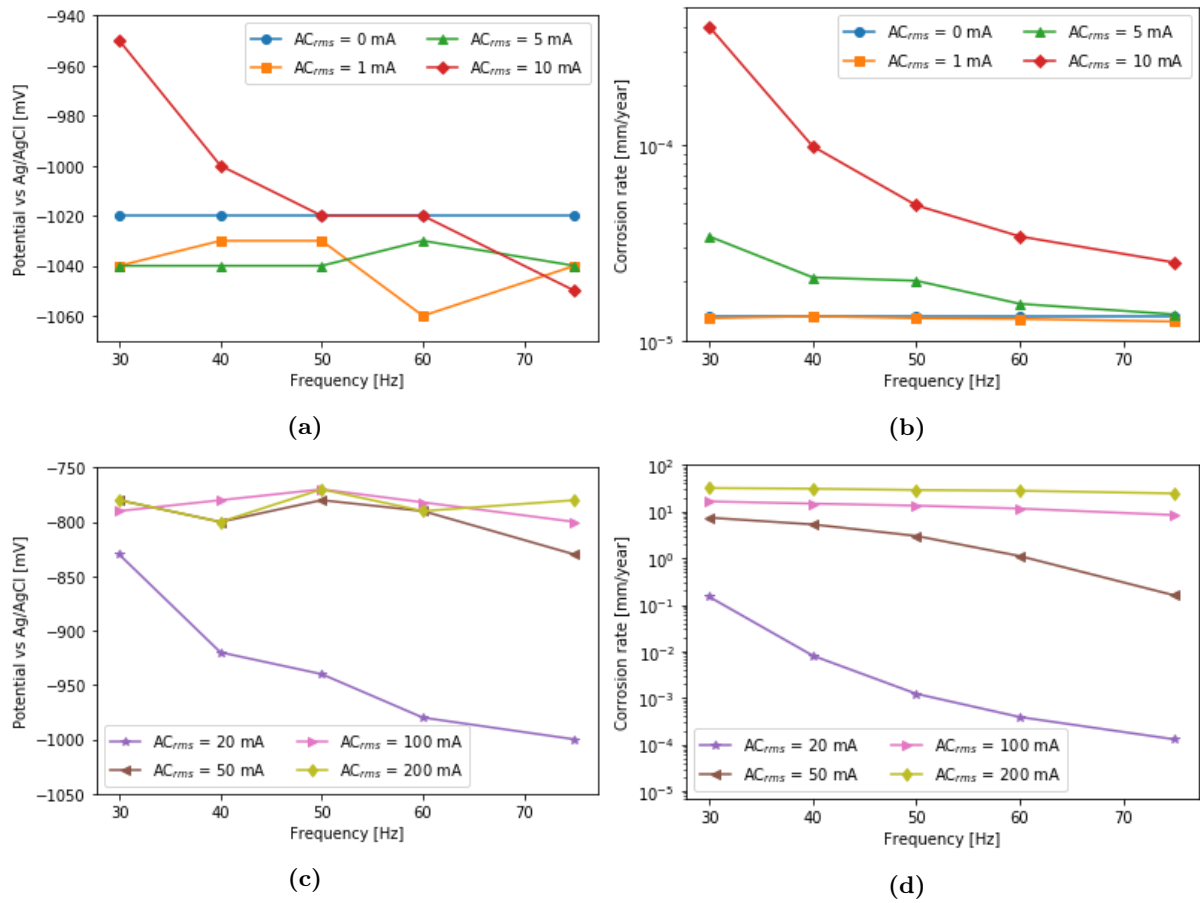 −940
−960
−980
−1000
−1020
−1040
−1060
Potential vs Ag/AgCl [mV]
AC_rms = 0 mA
AC_rms = 1 mA
AC_rms = 5 mA
AC_rms = 10 mA
30 40 50 60 70
Frequency [Hz]
(a)
10^−4
10^−5
Corrosion rate [mm/year]
AC_rms = 0 mA
AC_rms = 1 mA
AC_rms = 5 mA
AC_rms = 10 mA
30 40 50 60 70
Frequency [Hz]
(b)
−750
−800
−850
−900
−950
−1000
−1050
Potential vs Ag/AgCl [mV]
AC_rms = 20 mA
AC_rms = 50 mA
AC_rms = 100 mA
AC_rms = 200 mA
30 40 50 60 70
Frequency [Hz]
(c)
10^2
10^1
10^0
10^−1
10^−2
10^−3
10^−4
10^−5
Corrosion rate [mm/year]
AC_rms = 20 mA
AC_rms = 50 mA
AC_rms = 100 mA
AC_rms = 200 mA
30 40 50 60 70
Frequency [Hz]
(d)